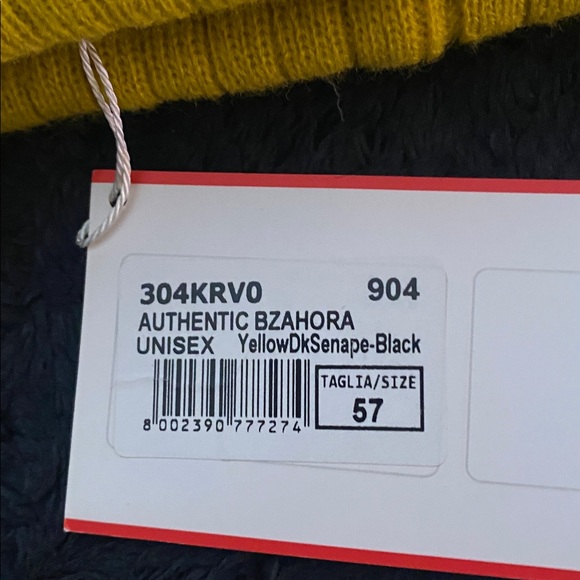 304KRV0 904
AUTHENTIC BZAHORA
UNISEX YellowDkSenape-Black
TAGLIA/SIZE
57
8 002390 777274